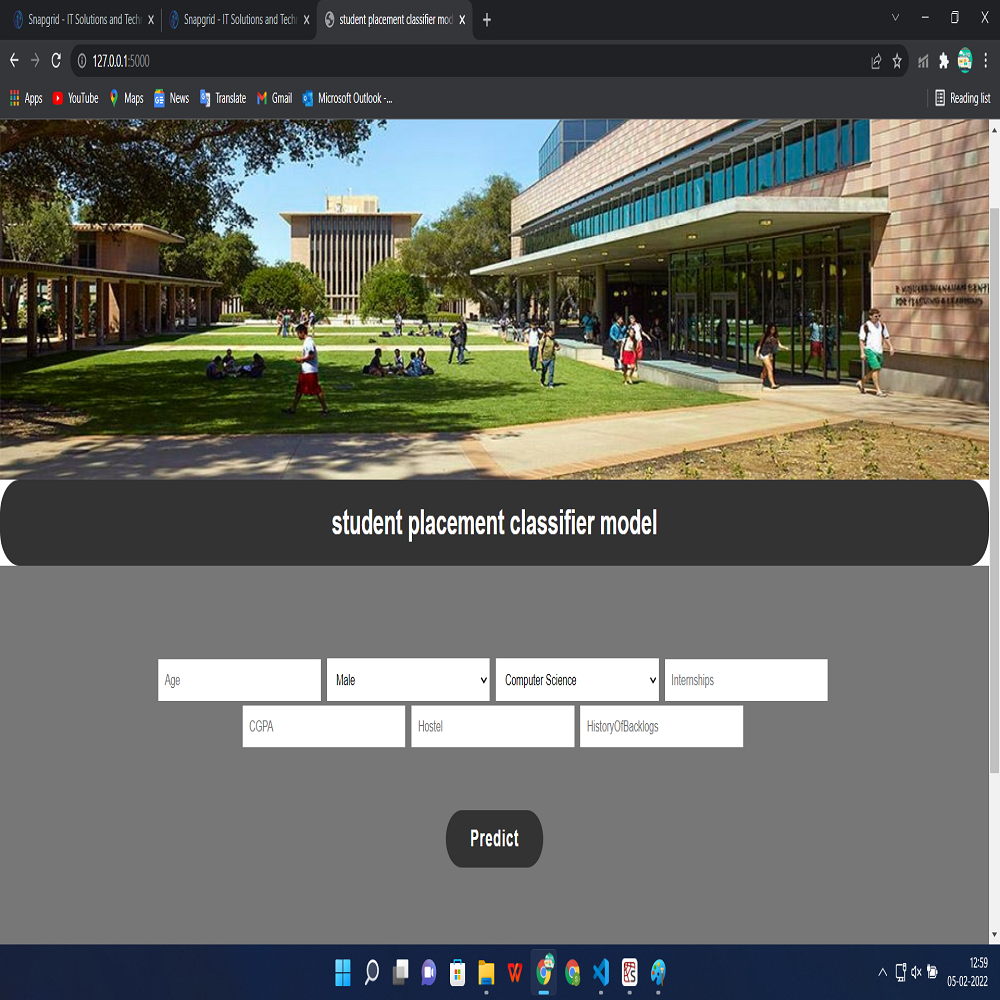 Snapgrid - IT Solutions and Tech
Snapgrid - IT Solutions and Tech
student placement classifier mod
127.0.0.1:5000
Apps
YouTube
Maps
News
Translate
Gmail
Microsoft Outlook -...
Reading list
student placement classifier model
Age
Male
Computer Science
Internships
CGPA
Hostel
HistoryOfBacklogs
Predict
12:59
05-02-2022